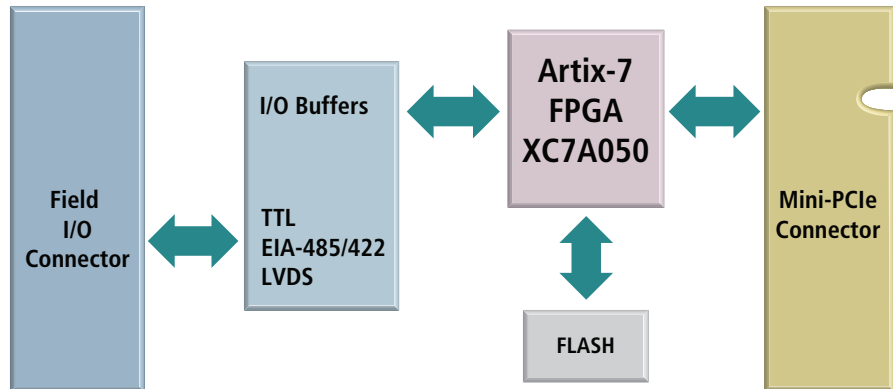 Field
I/O
Connector
I/O Buffers
TTL
EIA-485/422
LVDS
Artix-7
FPGA
XC7A050
FLASH
Mini-PCIe
Connector